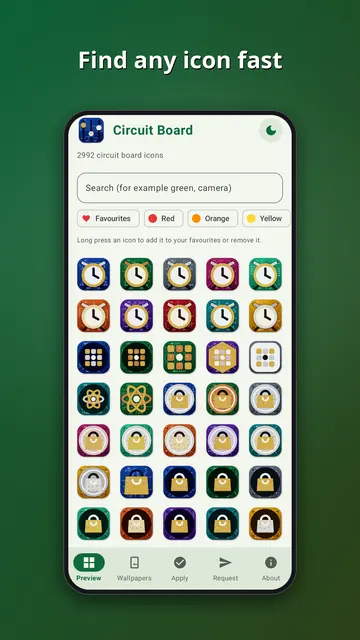 Find any icon fast
Circuit Board
2992 circuit board icons
Search (for example green, camera)
Favourites
Red
Orange
Yellow
Long press an icon to add it to your favourites or remove it.
Preview
Wallpapers
Apply
Request
About